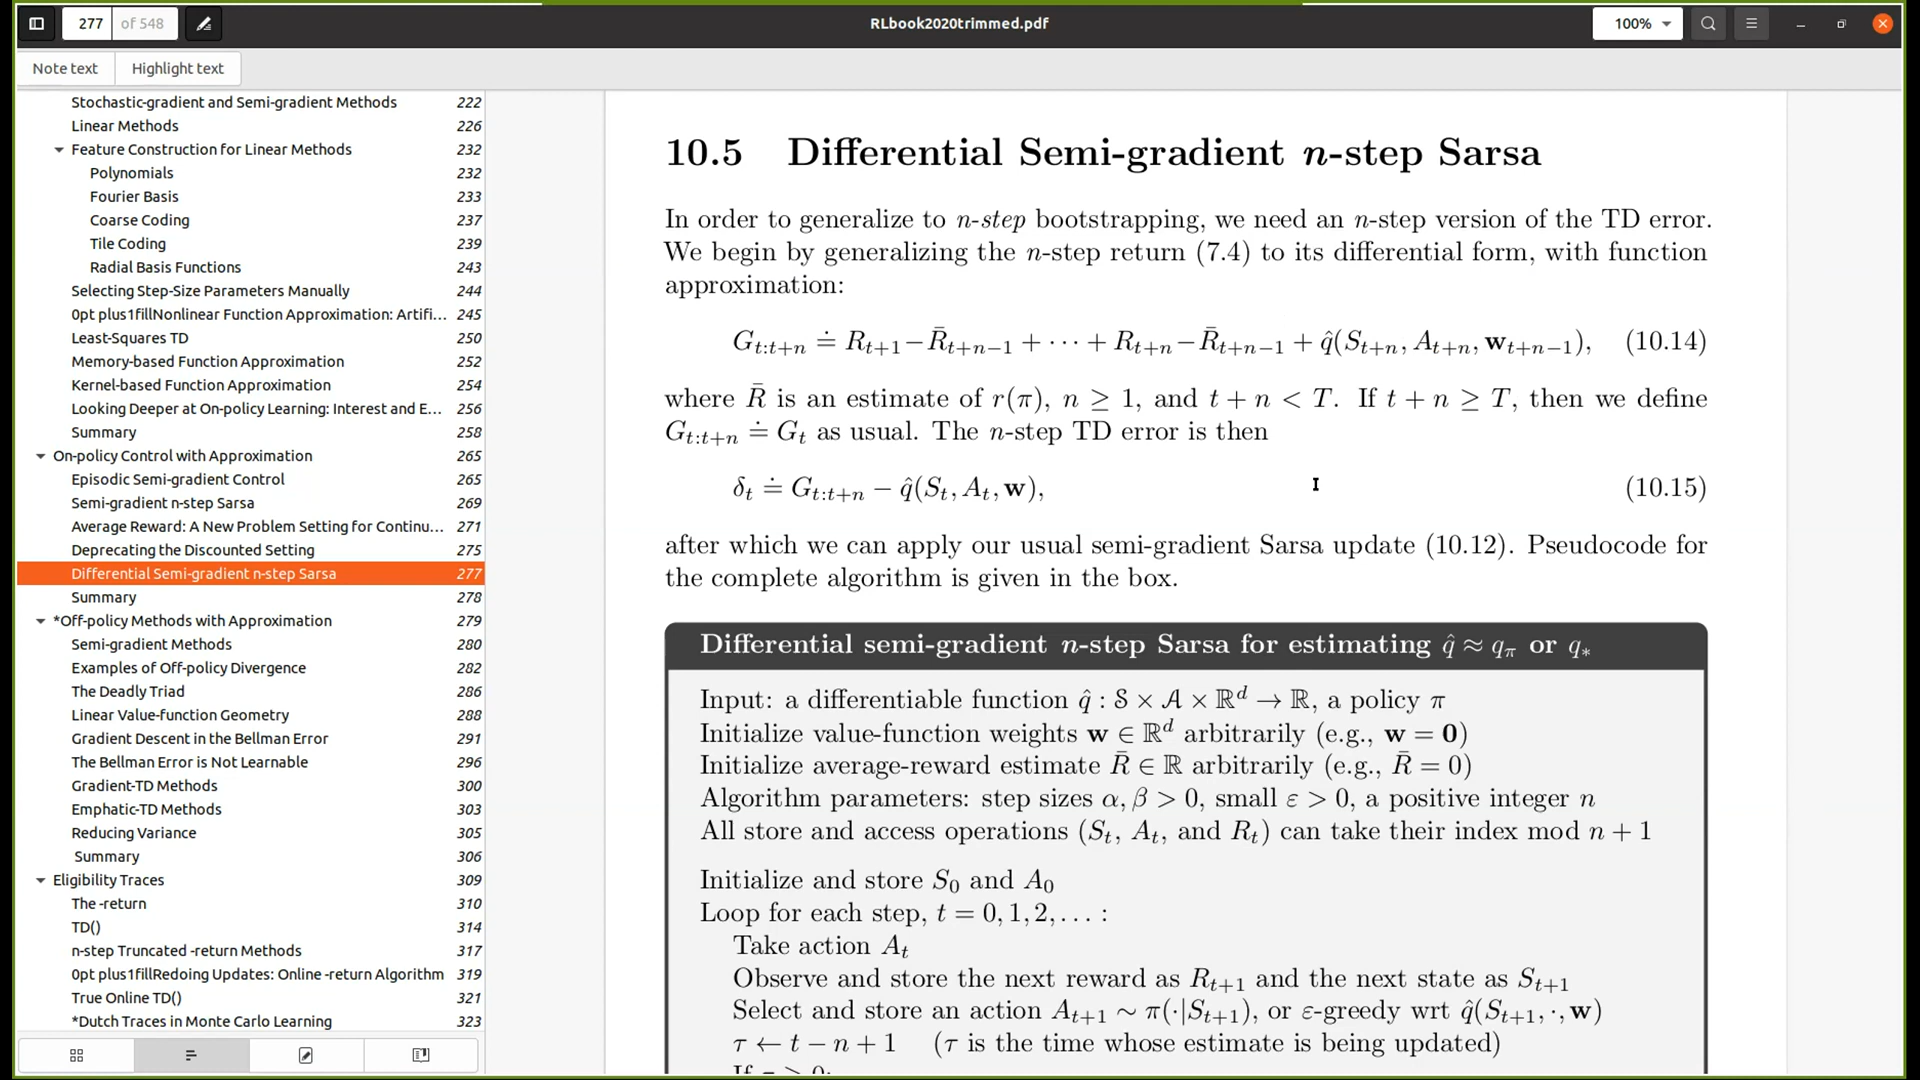 277 of 548
RLbook2020trimmed.pdf
100%
Note text
Highlight text
Stochastic-gradient and Semi-gradient Methods 222
Linear Methods 226
Feature Construction for Linear Methods 232
Polynomials 232
Fourier Basis 233
Coarse Coding 237
Tile Coding 239
Radial Basis Functions 243
Selecting Step-Size Parameters Manually 244
0pt plus1fillNonlinear Function Approximation: Artifi... 245
Least-Squares TD 250
Memory-based Function Approximation 252
Kernel-based Function Approximation 254
Looking Deeper at On-policy Learning: Interest and E... 256
Summary 258
On-policy Control with Approximation 265
Episodic Semi-gradient Control 265
Semi-gradient n-step Sarsa 269
Average Reward: A New Problem Setting for Continu... 271
Deprecating the Discounted Setting 275
Differential Semi-gradient n-step Sarsa 277
Summary 278
*Off-policy Methods with Approximation 279
Semi-gradient Methods 280
Examples of Off-policy Divergence 282
The Deadly Triad 286
Linear Value-function Geometry 288
Gradient Descent in the Bellman Error 291
The Bellman Error is Not Learnable 296
Gradient-TD Methods 300
Emphatic-TD Methods 303
Reducing Variance 305
Summary 306
Eligibility Traces 309
The -return 310
TD() 314
n-step Truncated -return Methods 317
0pt plus1fillRedoing Updates: Online -return Algorithm 319
True Online TD() 321
*Dutch Traces in Monte Carlo Learning 323
10.5 Differential Semi-gradient n-step Sarsa
In order to generalize to n-step bootstrapping, we need an n-step version of the TD error.
We begin by generalizing the n-step return (7.4) to its differential form, with function
approximation:
G_{t:t+n} ≐ R_{t+1} − R̄_{t+n−1} + ⋯ + R_{t+n} − R̄_{t+n−1} + q̂(S_{t+n}, A_{t+n}, w_{t+n−1}), (10.14)
where R̄ is an estimate of r(π), n ≥ 1, and t + n < T. If t + n ≥ T, then we define
G_{t:t+n} ≐ G_t as usual. The n-step TD error is then
δ_t ≐ G_{t:t+n} − q̂(S_t, A_t, w), (10.15)
after which we can apply our usual semi-gradient Sarsa update (10.12). Pseudocode for
the complete algorithm is given in the box.
Differential semi-gradient n-step Sarsa for estimating q̂ ≈ q_π or q_*
Input: a differentiable function q̂ : S × A × ℝ^d → ℝ, a policy π
Initialize value-function weights w ∈ ℝ^d arbitrarily (e.g., w = 0)
Initialize average-reward estimate R̄ ∈ ℝ arbitrarily (e.g., R̄ = 0)
Algorithm parameters: step sizes α, β > 0, small ε > 0, a positive integer n
All store and access operations (S_t, A_t, and R_t) can take their index mod n + 1
Initialize and store S_0 and A_0
Loop for each step, t = 0, 1, 2, . . . :
Take action A_t
Observe and store the next reward as R_{t+1} and the next state as S_{t+1}
Select and store an action A_{t+1} ∼ π(·|S_{t+1}), or ε-greedy wrt q̂(S_{t+1}, ·, w)
τ ← t − n + 1 (τ is the time whose estimate is being updated)
If τ ≥ 0: